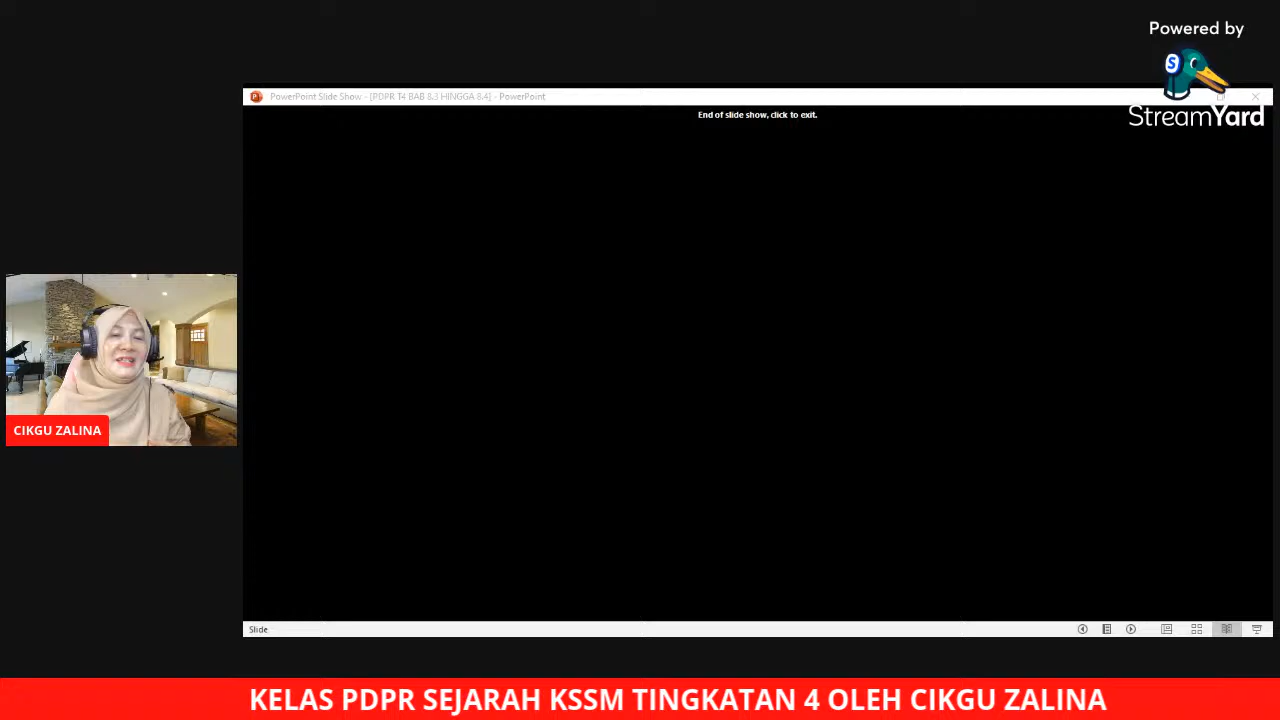 Powered by
StreamYard
PowerPoint Slide Show - [PDPR T4 BAB 8.3 HINGGA 8.4] - PowerPoint
End of slide show, click to exit.
CIKGU ZALINA
Slide
KELAS PDPR SEJARAH KSSM TINGKATAN 4 OLEH CIKGU ZALINA